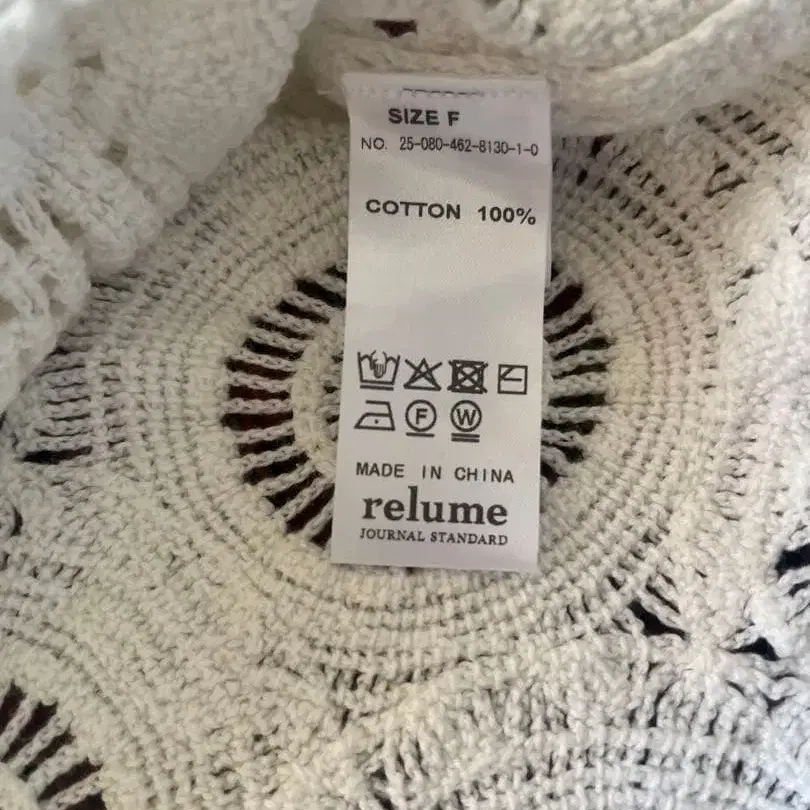 SIZE F
NO. 25-080-462-8130-1-0
COTTON 100%
F W
MADE IN CHINA
relume
JOURNAL STANDARD